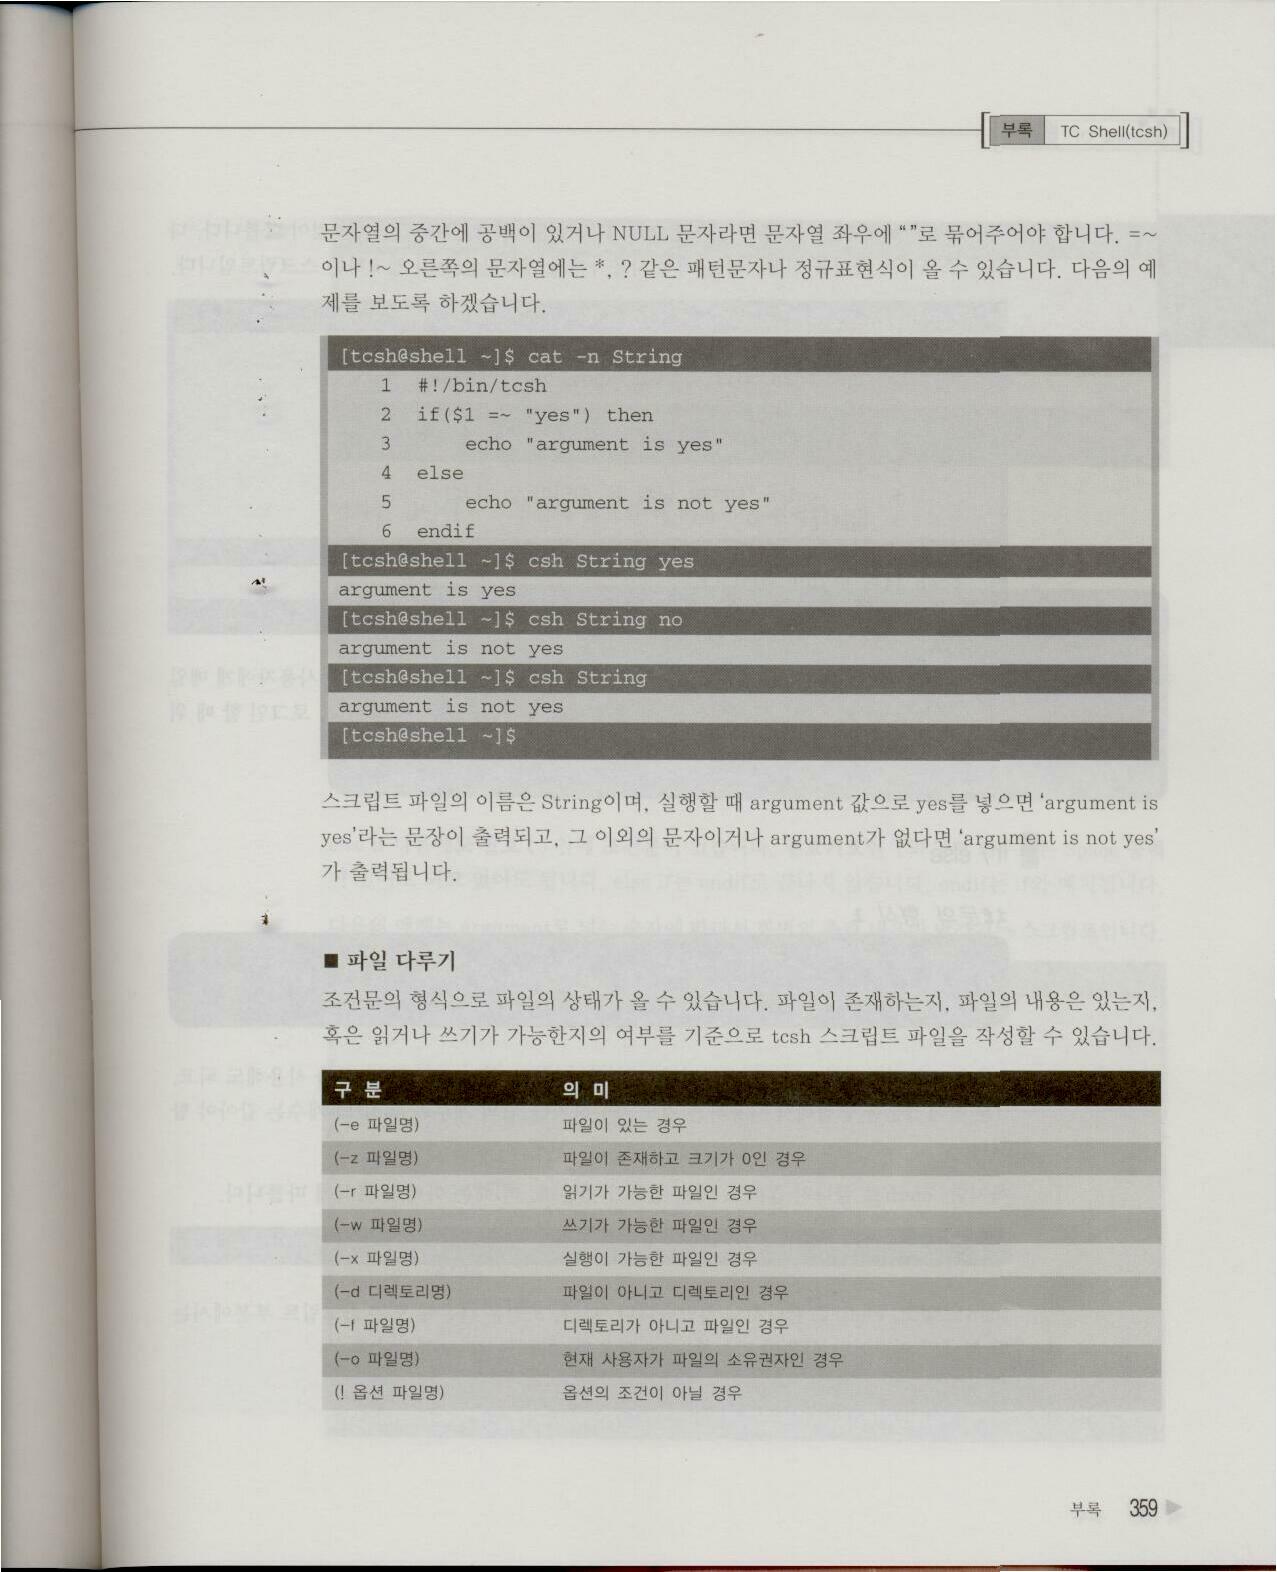 부록 TC Shell(tcsh)
문자열의 중간에 공백이 있거나 NULL 문자라면 문자열 좌우에 “ ”로 묶어주어야 합니다. =~
이나 !~ 오른쪽의 문자열에는 *, ? 같은 패턴문자나 정규표현식이 올 수 있습니다. 다음의 예
제를 보도록 하겠습니다.
[tcsh@shell ~]$ cat -n String
1 #!/bin/tcsh
2 if($1 =~ "yes") then
3 echo "argument is yes"
4 else
5 echo "argument is not yes"
6 endif
[tcsh@shell ~]$ csh String yes
argument is yes
[tcsh@shell ~]$ csh String no
argument is not yes
[tcsh@shell ~]$ csh String
argument is not yes
[tcsh@shell ~]$
스크립트 파일의 이름은 String이며, 실행할 때 argument 값으로 yes를 넣으면 ‘argument is
yes’라는 문장이 출력되고, 그 이외의 문자이거나 argument가 없다면 ‘argument is not yes’
가 출력됩니다.
■ 파일 다루기
조건문의 형식으로 파일의 상태가 올 수 있습니다. 파일이 존재하는지, 파일의 내용은 있는지,
혹은 읽거나 쓰기가 가능한지의 여부를 기준으로 tcsh 스크립트 파일을 작성할 수 있습니다.
구 분 의 미
(-e 파일명) 파일이 있는 경우
(-z 파일명) 파일이 존재하고 크기가 0인 경우
(-r 파일명) 읽기가 가능한 파일인 경우
(-w 파일명) 쓰기가 가능한 파일인 경우
(-x 파일명) 실행이 가능한 파일인 경우
(-d 디렉토리명) 파일이 아니고 디렉토리인 경우
(-f 파일명) 디렉토리가 아니고 파일인 경우
(-o 파일명) 현재 사용자가 파일의 소유권자인 경우
(! 옵션 파일명) 옵션의 조건이 아닐 경우
부록 359